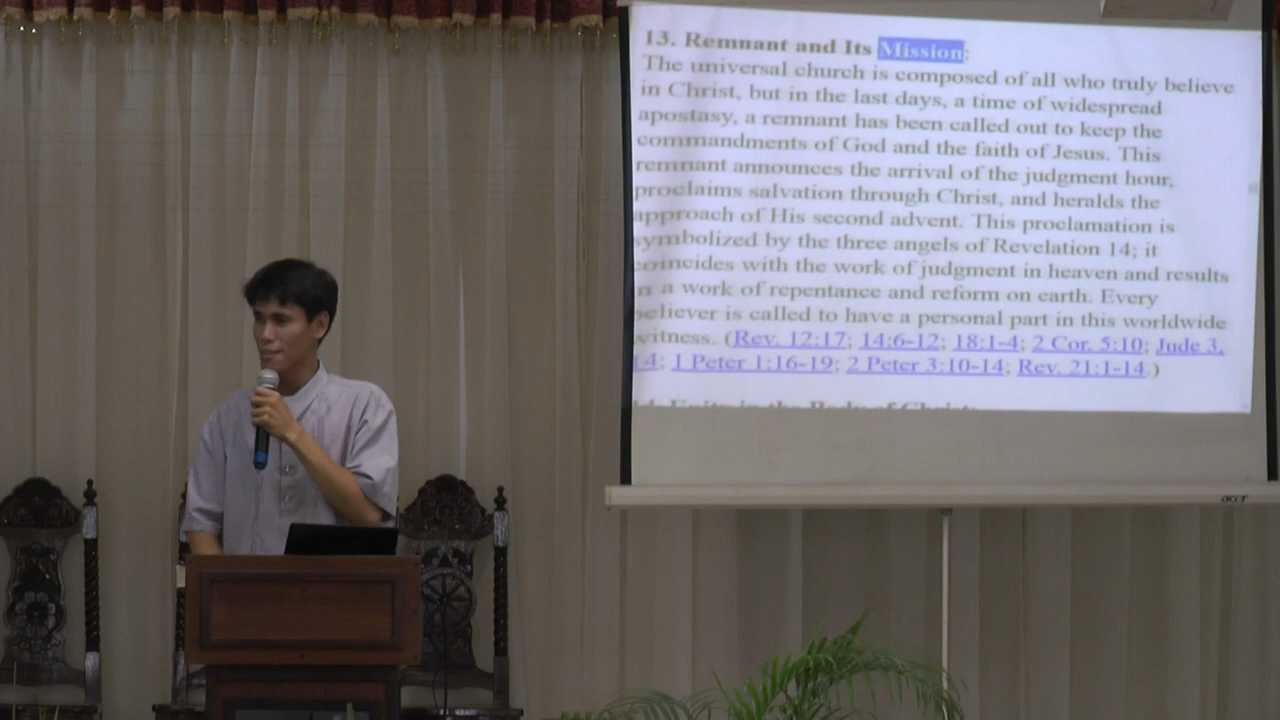 13. Remnant and Its Mission:
The universal church is composed of all who truly believe
in Christ, but in the last days, a time of widespread
apostasy, a remnant has been called out to keep the
commandments of God and the faith of Jesus. This
remnant announces the arrival of the judgment hour,
proclaims salvation through Christ, and heralds the
approach of His second advent. This proclamation is
symbolized by the three angels of Revelation 14; it
coincides with the work of judgment in heaven and results
n a work of repentance and reform on earth. Every
believer is called to have a personal part in this worldwide
witness. (Rev. 12:17; 14:6-12; 18:1-4; 2 Cor. 5:10; Jude 3,
14; 1 Peter 1:16-19; 2 Peter 3:10-14; Rev. 21:1-14.)
14. Unity in the Body of Christ:
acer